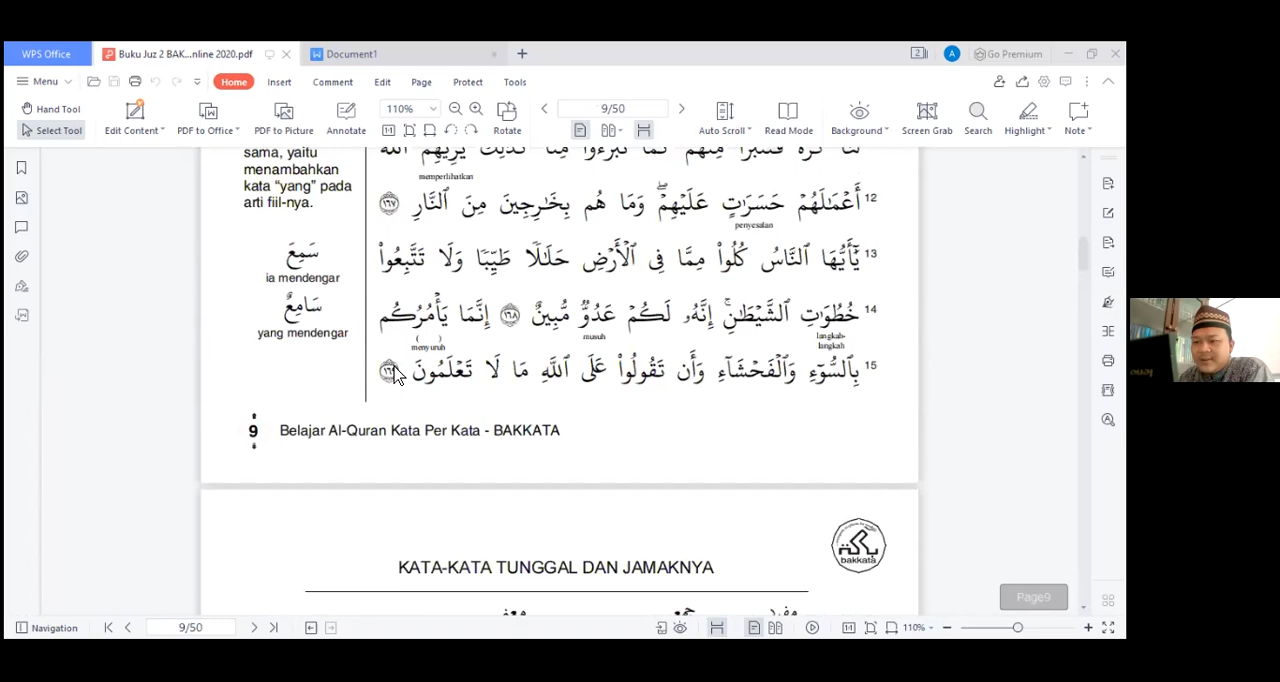 WPS Office
Buku Juz 2 BAK...nline 2020.pdf
Document1
2
A
Go Premium
Menu
Home
Insert
Comment
Edit
Page
Protect
Tools
Hand Tool
Select Tool
Edit Content
PDF to Office
PDF to Picture
Annotate
110%
9/50
Rotate
Auto Scroll
Read Mode
Background
Screen Grab
Search
Highlight
Note
sama, yaitu
menambahkan
kata “yang” pada
arti fiil-nya.
سَمِعَ
ia mendengar
سَامِعٌ
yang mendengar
memperlihatkan
12 أَعْمَٰلَهُمْ حَسَرَٰتٍ عَلَيْهِمْ ۖ وَمَا هُم بِخَٰرِجِينَ مِنَ ٱلنَّارِ ١٦٧
penyesalan
13 يَٰٓأَيُّهَا ٱلنَّاسُ كُلُوا۟ مِمَّا فِى ٱلْأَرْضِ حَلَٰلًا طَيِّبًا وَلَا تَتَّبِعُوا۟
14 خُطُوَٰتِ ٱلشَّيْطَٰنِ ۚ إِنَّهُۥ لَكُمْ عَدُوٌّ مُّبِينٌ ١٦٨ إِنَّمَا يَأْمُرُكُم
langkah-
langkah
musuh
( )
menyuruh
15 بِٱلسُّوٓءِ وَٱلْفَحْشَآءِ وَأَن تَقُولُوا۟ عَلَى ٱللَّهِ مَا لَا تَعْلَمُونَ
9 Belajar Al-Quran Kata Per Kata - BAKKATA
bakkata
KATA-KATA TUNGGAL DAN JAMAKNYA
Page9
Navigation
9/50
110%